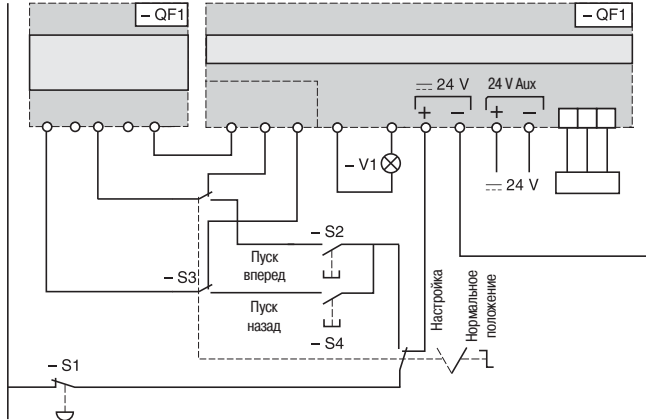 – QF1
– QF1
24 V
24 V Aux
+
–
+
–
– V1
24 V
– S2
Пуск
вперед
– S3
Пуск
назад
– S4
Настройка
Нормальное
положение
– S1